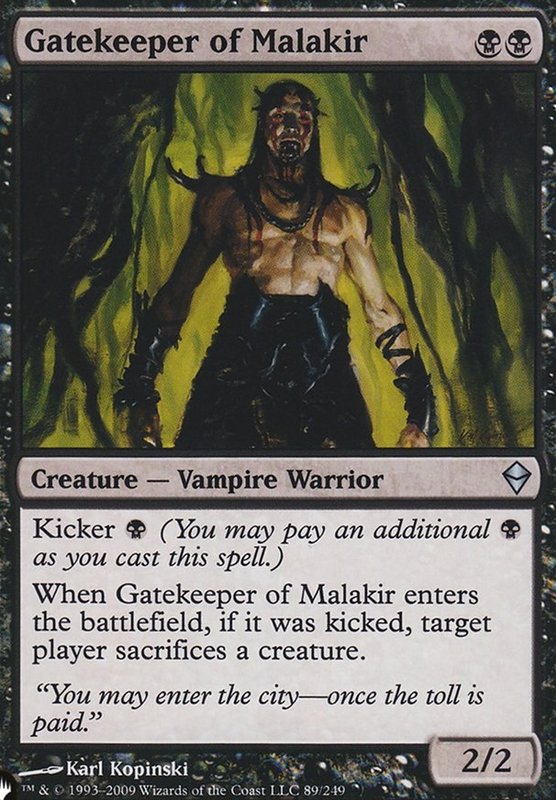 Gatekeeper of Malakir
Creature — Vampire Warrior
Kicker (You may pay an additional
as you cast this spell.)
When Gatekeeper of Malakir enters
the battlefield, if it was kicked, target
player sacrifices a creature.
“You may enter the city—once the toll is
paid.”
2/2
Karl Kopinski
™ & © 1993–2009 Wizards of the Coast LLC 89/249